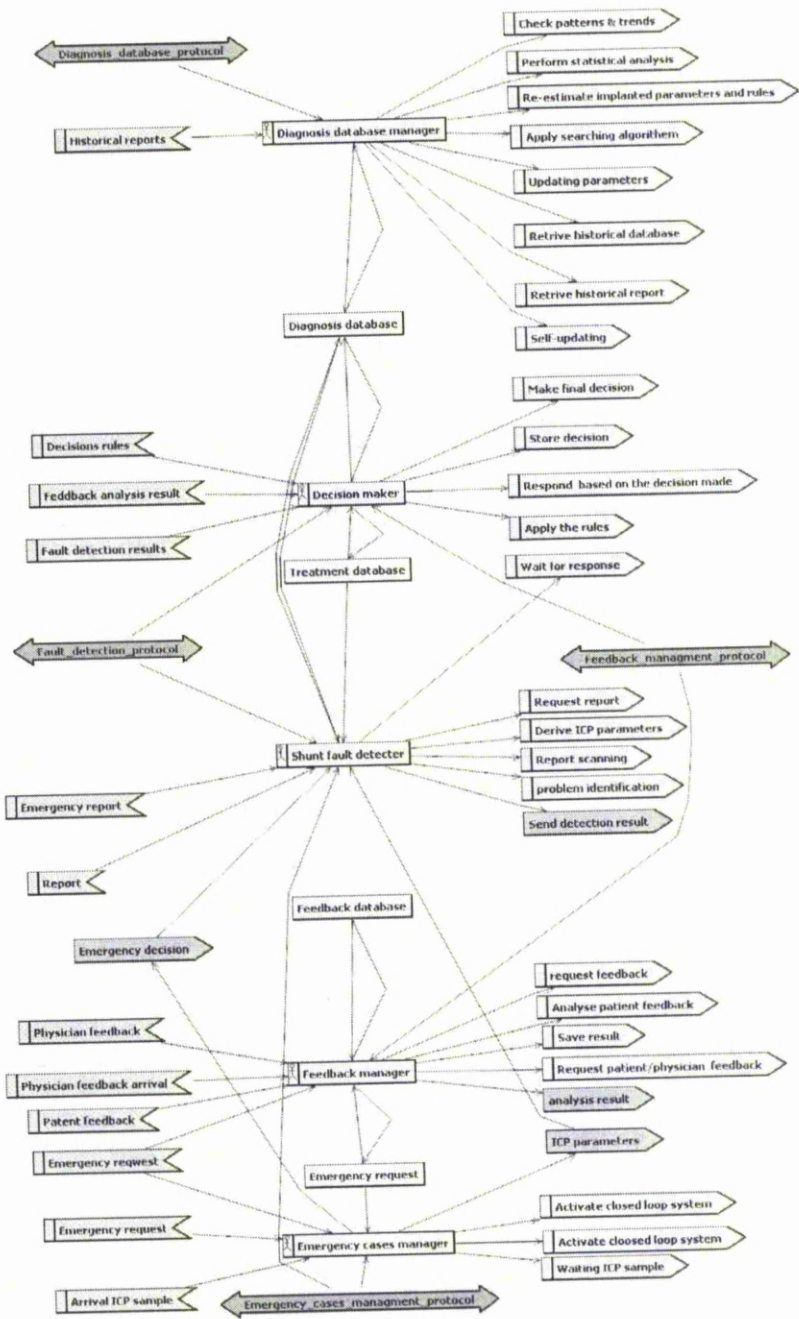 Check patterns & trends
Diagnosis_database_protocol
Perform statistical analysis
Re-estimate implanted parameters and rules
Historical reports
Diagnosis database manager
Apply searching algorithem
Updating parameters
Retrive historical database
Retrive historical report
Diagnosis database
Self-updating
Make final decision
Decisions rules
Store decision
Feddback analysis result
Decision maker
Respond based on the decision made
Fault detection results
Apply the rules
Treatment database
Wait for response
Fault_detection_protocol
Feedback_managment_protocol
Request report
Derive ICP parameters
Shunt fault detecter
Report scanning
problem identification
Emergency report
Send detection result
Report
Feedback database
Emergency decision
request feedback
Analyse patient feedback
Physician feedback
Save result
Feedback manager
Request patient/physician feedback
Physician feedback arrival
analysis result
Patent feedback
ICP parameters
Emergency reqwest
Emergency request
Activate closted loop system
Emergency request
Emergency cases manager
Activate cloosed loop system
Waiting ICP sample
Arrival ICP sample
Emergency_cases_managment_protocol